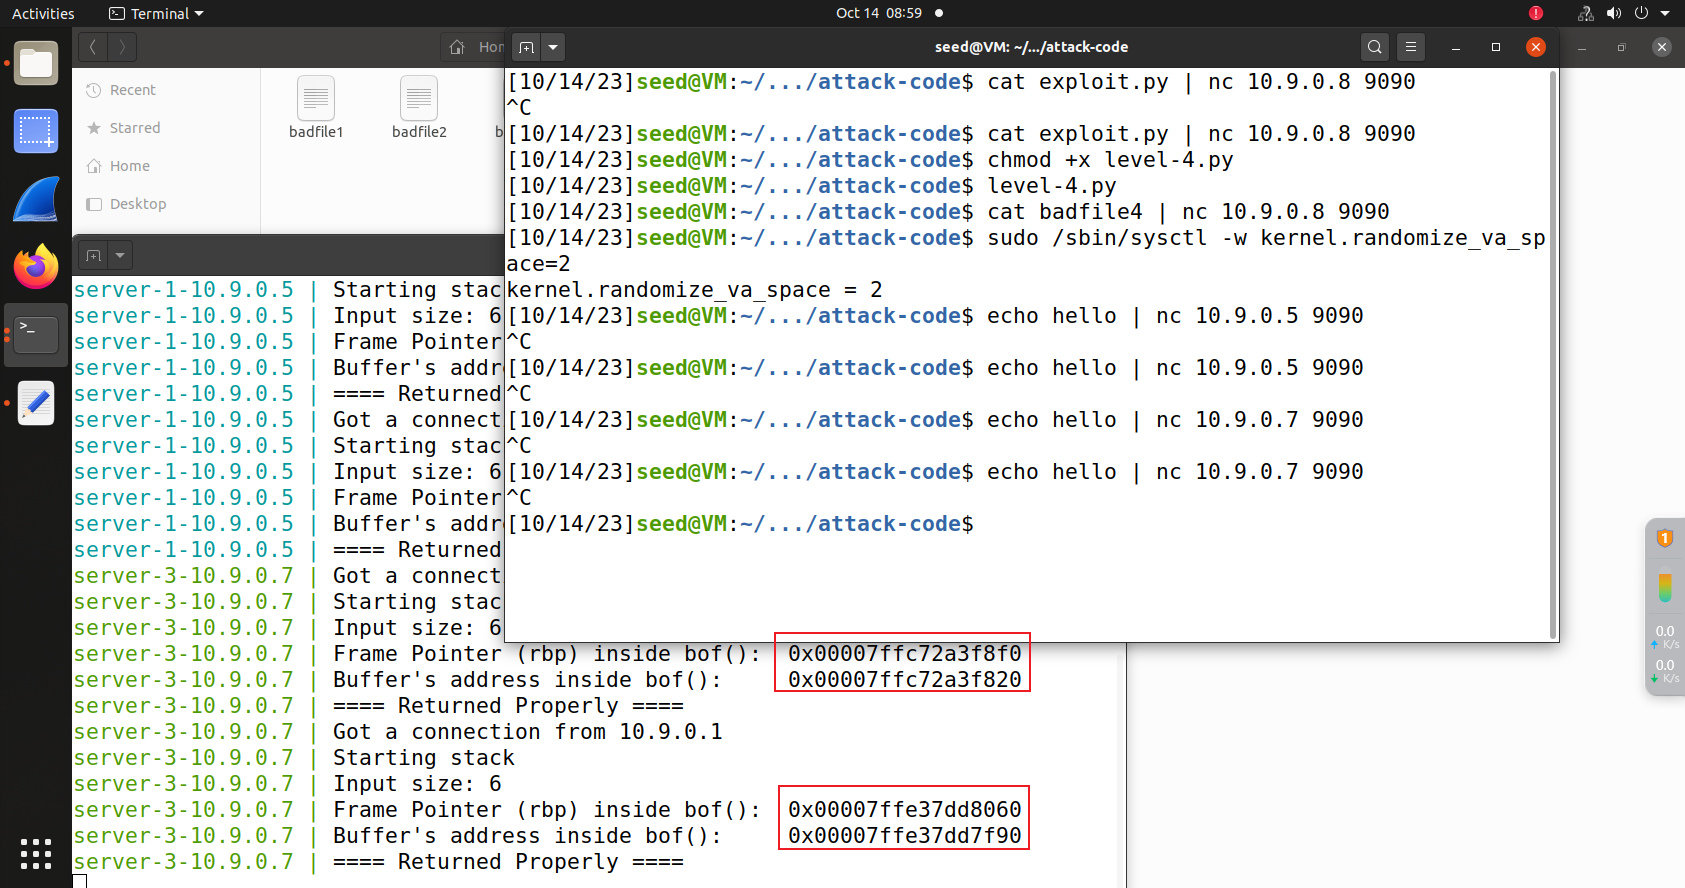 Activities
Terminal
Oct 14 08:59
Recent
Starred
Home
Desktop
badfile1
badfile2
seed@VM: ~/.../attack-code
[10/14/23]seed@VM:~/.../attack-code$ cat exploit.py | nc 10.9.0.8 9090
^C
[10/14/23]seed@VM:~/.../attack-code$ cat exploit.py | nc 10.9.0.8 9090
[10/14/23]seed@VM:~/.../attack-code$ chmod +x level-4.py
[10/14/23]seed@VM:~/.../attack-code$ level-4.py
[10/14/23]seed@VM:~/.../attack-code$ cat badfile4 | nc 10.9.0.8 9090
[10/14/23]seed@VM:~/.../attack-code$ sudo /sbin/sysctl -w kernel.randomize_va_sp
ace=2
kernel.randomize_va_space = 2
[10/14/23]seed@VM:~/.../attack-code$ echo hello | nc 10.9.0.5 9090
^C
[10/14/23]seed@VM:~/.../attack-code$ echo hello | nc 10.9.0.5 9090
^C
[10/14/23]seed@VM:~/.../attack-code$ echo hello | nc 10.9.0.7 9090
^C
[10/14/23]seed@VM:~/.../attack-code$ echo hello | nc 10.9.0.7 9090
^C
[10/14/23]seed@VM:~/.../attack-code$
server-1-10.9.0.5 | Starting stac
server-1-10.9.0.5 | Input size: 6
server-1-10.9.0.5 | Frame Pointer
server-1-10.9.0.5 | Buffer's addr
server-1-10.9.0.5 | ==== Returned
server-1-10.9.0.5 | Got a connect
server-1-10.9.0.5 | Starting stac
server-1-10.9.0.5 | Input size: 6
server-1-10.9.0.5 | Frame Pointer
server-1-10.9.0.5 | Buffer's addr
server-1-10.9.0.5 | ==== Returned
server-3-10.9.0.7 | Got a connect
server-3-10.9.0.7 | Starting stac
server-3-10.9.0.7 | Input size: 6
server-3-10.9.0.7 | Frame Pointer (rbp) inside bof(): 0x00007ffc72a3f8f0
server-3-10.9.0.7 | Buffer's address inside bof(): 0x00007ffc72a3f820
server-3-10.9.0.7 | ==== Returned Properly ====
server-3-10.9.0.7 | Got a connection from 10.9.0.1
server-3-10.9.0.7 | Starting stack
server-3-10.9.0.7 | Input size: 6
server-3-10.9.0.7 | Frame Pointer (rbp) inside bof(): 0x00007ffe37dd8060
server-3-10.9.0.7 | Buffer's address inside bof(): 0x00007ffe37dd7f90
server-3-10.9.0.7 | ==== Returned Properly ====
1
0.0
K/s
0.0
K/s